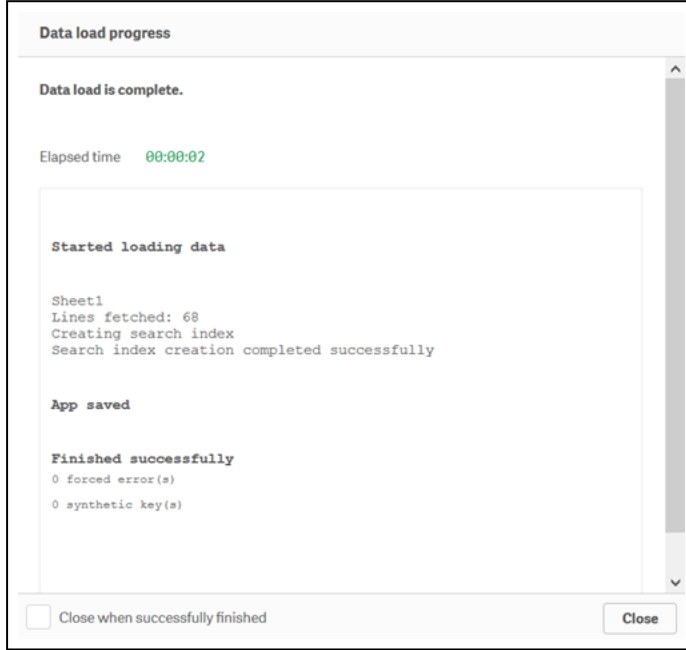 Data load progress
Data load is complete.
Elapsed time 00:00:02
Started loading data
Sheet1
Lines fetched: 68
Creating search index
Search index creation completed successfully
App saved
Finished successfully
0 forced error(s)
0 synthetic key(s)
Close when successfully finished
Close